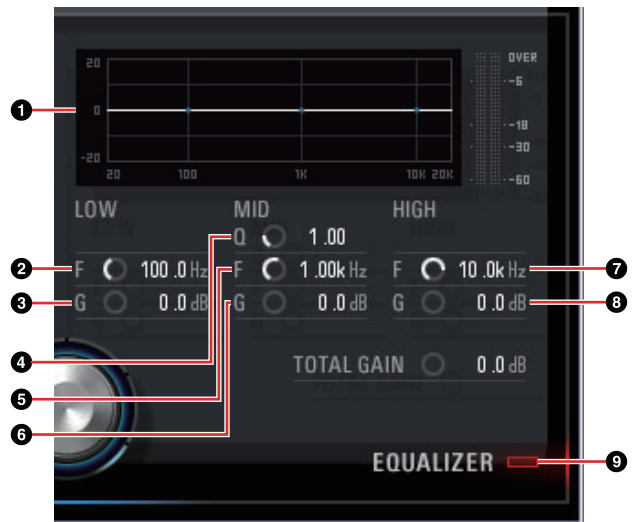 20 OVER
-6
1 0
-18
-30
-20
20 100 1K 10K 20K -60
LOW MID HIGH
Q 1.00
4
2 F 100.0 Hz F 1.00k Hz F 10.0k Hz 7
3 G 0.0 dB G 0.0 dB G 0.0 dB 8
TOTAL GAIN 0.0 dB
5
6
EQUALIZER 9